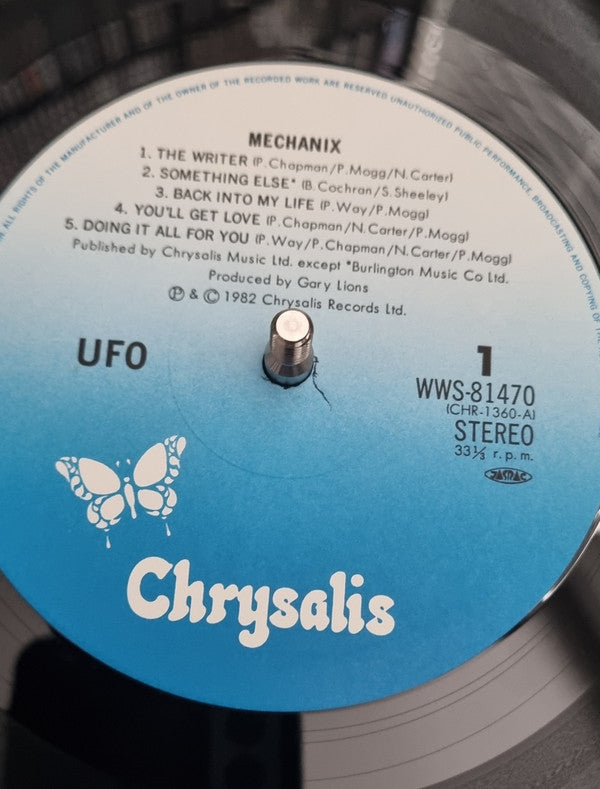 ALL RIGHTS OF THE MANUFACTURER AND OF THE OWNER OF THE RECORDED WORK ARE RESERVED UNAUTHORIZED PUBLIC PERFORMANCE, BROADCASTING AND COPYING OF
MECHANIX
1. THE WRITER (P.Chapman/P.Mogg/N.Carter)
2. SOMETHING ELSE* (B.Cochran/S.Sheeley)
3. BACK INTO MY LIFE (P.Way/P.Mogg)
4. YOU'LL GET LOVE (P.Chapman/N.Carter/P.Mogg)
5. DOING IT ALL FOR YOU (P.Way/P.Chapman/N.Carter/P.Mogg)
Published by Chrysalis Music Ltd. except *Burlington Music Co Ltd.
Produced by Gary Lions
Ⓟ & © 1982 Chrysalis Records Ltd.
UFO
1
WWS-81470
(CHR-1360-A)
STEREO
33⅓ r.p.m.
JASRAC
Chrysalis